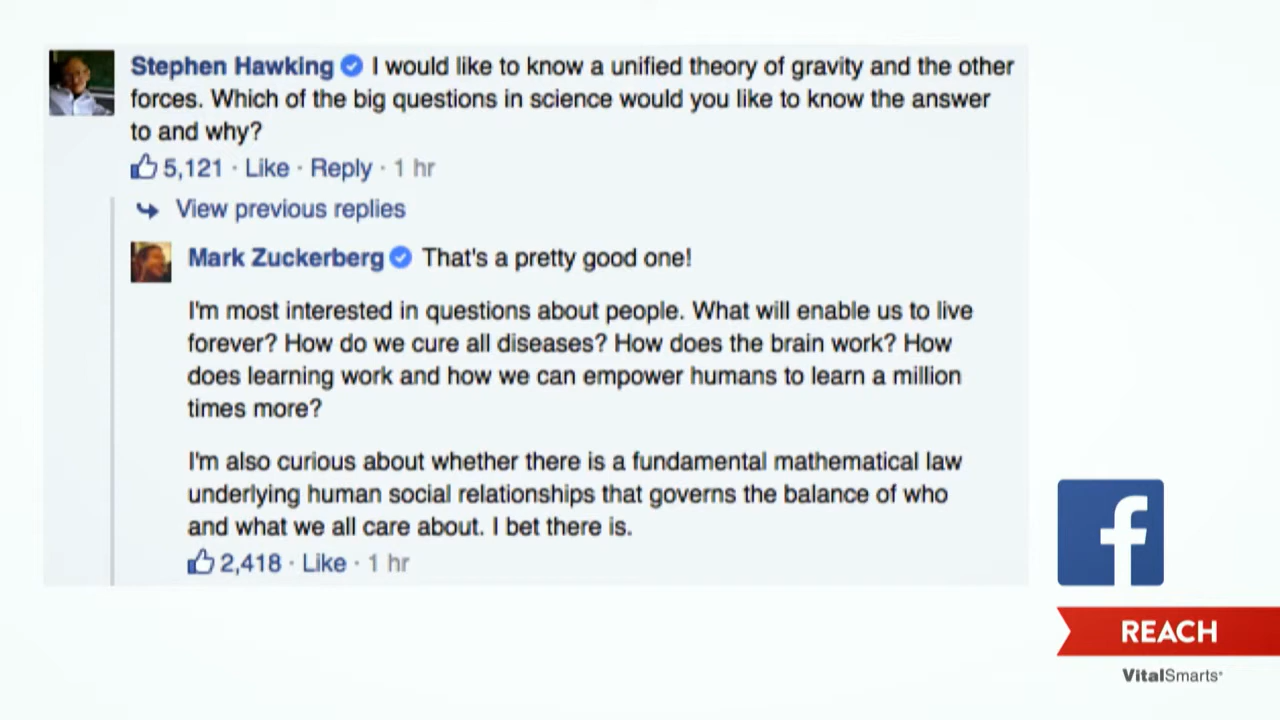 Stephen Hawking I would like to know a unified theory of gravity and the other
forces. Which of the big questions in science would you like to know the answer
to and why?
5,121 · Like · Reply · 1 hr
View previous replies
Mark Zuckerberg That's a pretty good one!
I'm most interested in questions about people. What will enable us to live
forever? How do we cure all diseases? How does the brain work? How
does learning work and how we can empower humans to learn a million
times more?
I'm also curious about whether there is a fundamental mathematical law
underlying human social relationships that governs the balance of who
and what we all care about. I bet there is.
2,418 · Like · 1 hr
f
REACH
VitalSmarts